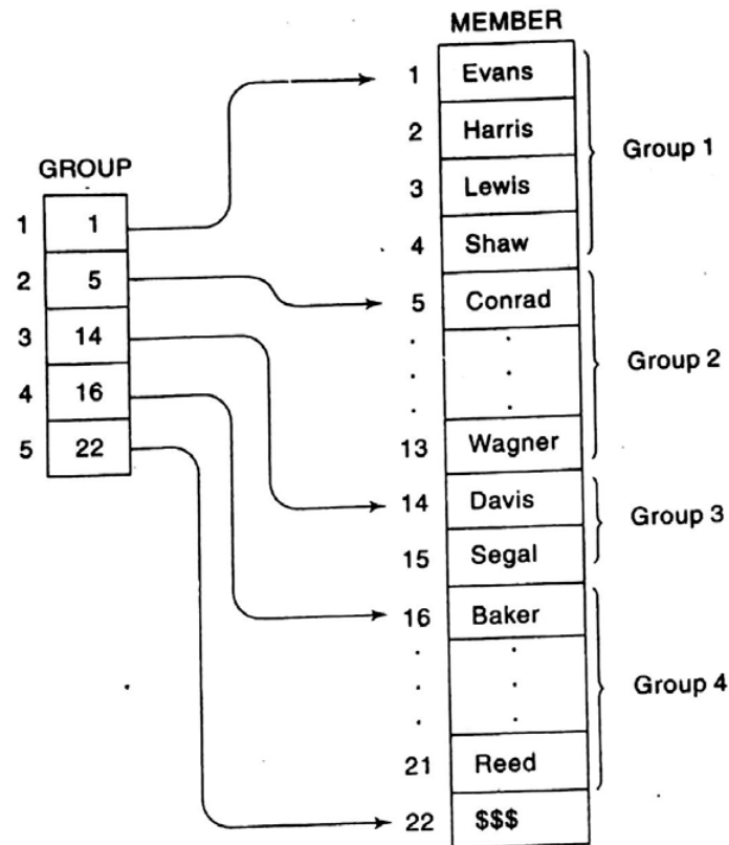 MEMBER
1 Evans
2 Harris
3 Lewis
4 Shaw
Group 1
GROUP
1 1
2 5
3 14
4 16
5 22
5 Conrad
. .
. .
. .
13 Wagner
Group 2
14 Davis
15 Segal
Group 3
16 Baker
. .
. .
. .
21 Reed
Group 4
22 $$$